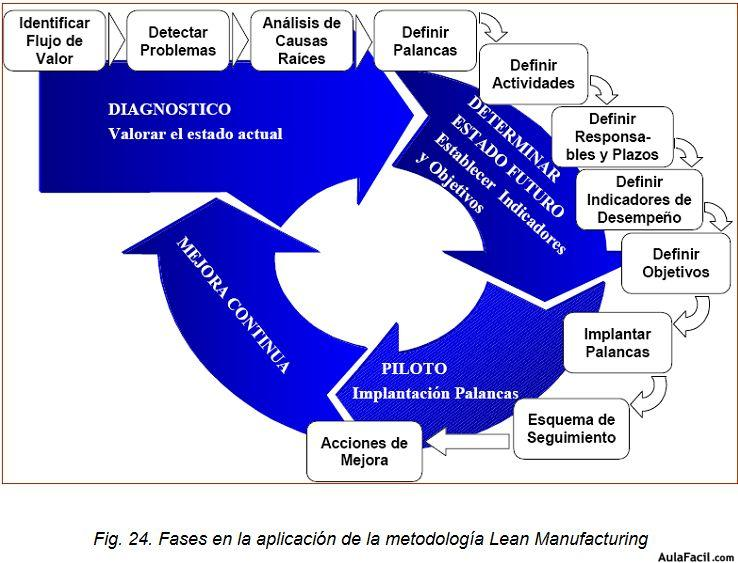 Identificar
Flujo de
Valor
Detectar
Problemas
Análisis de
Causas
Raíces
Definir
Palancas
Definir
Actividades
Definir
Responsa-
bles y Plazos
Definir
Indicadores de
Desempeño
Definir
Objetivos
Implantar
Palancas
Esquema de
Seguimiento
Acciones de
Mejora
DIAGNOSTICO
Valorar el estado actual
DETERMINAR
ESTADO FUTURO
Establecer Indicadores
y Objetivos
PILOTO
Implantación Palancas
MEJORA CONTINUA
Fig. 24. Fases en la aplicación de la metodología Lean Manufacturing
AulaFacil.com